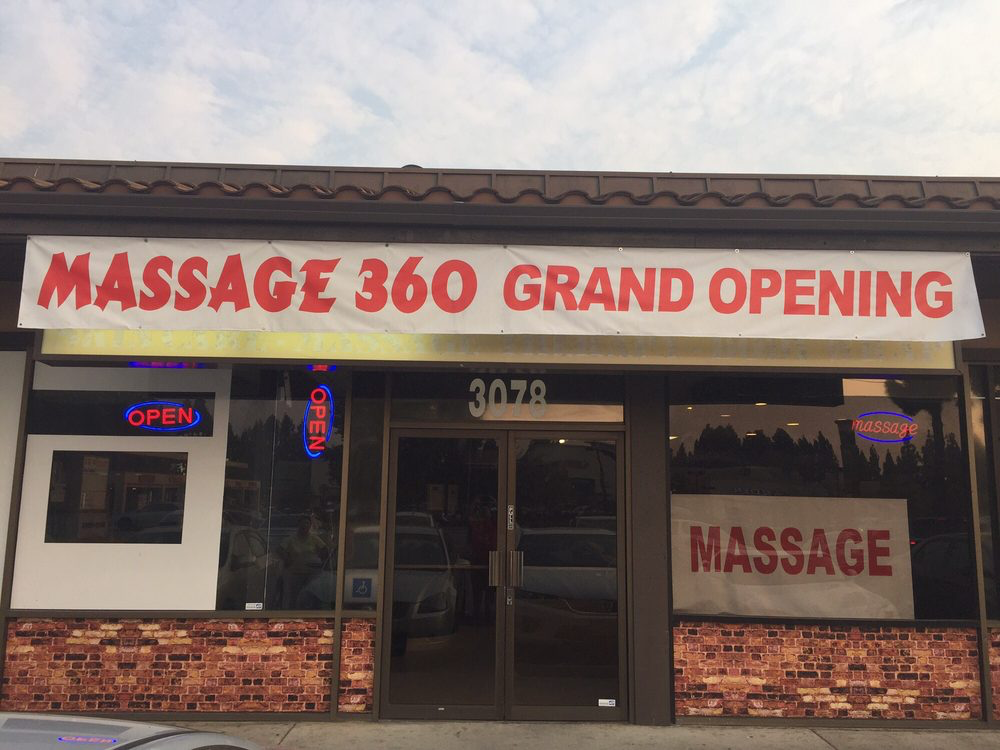 MASSAGE 360 GRAND OPENING
3078
OPEN
OPEN
massage
MASSAGE